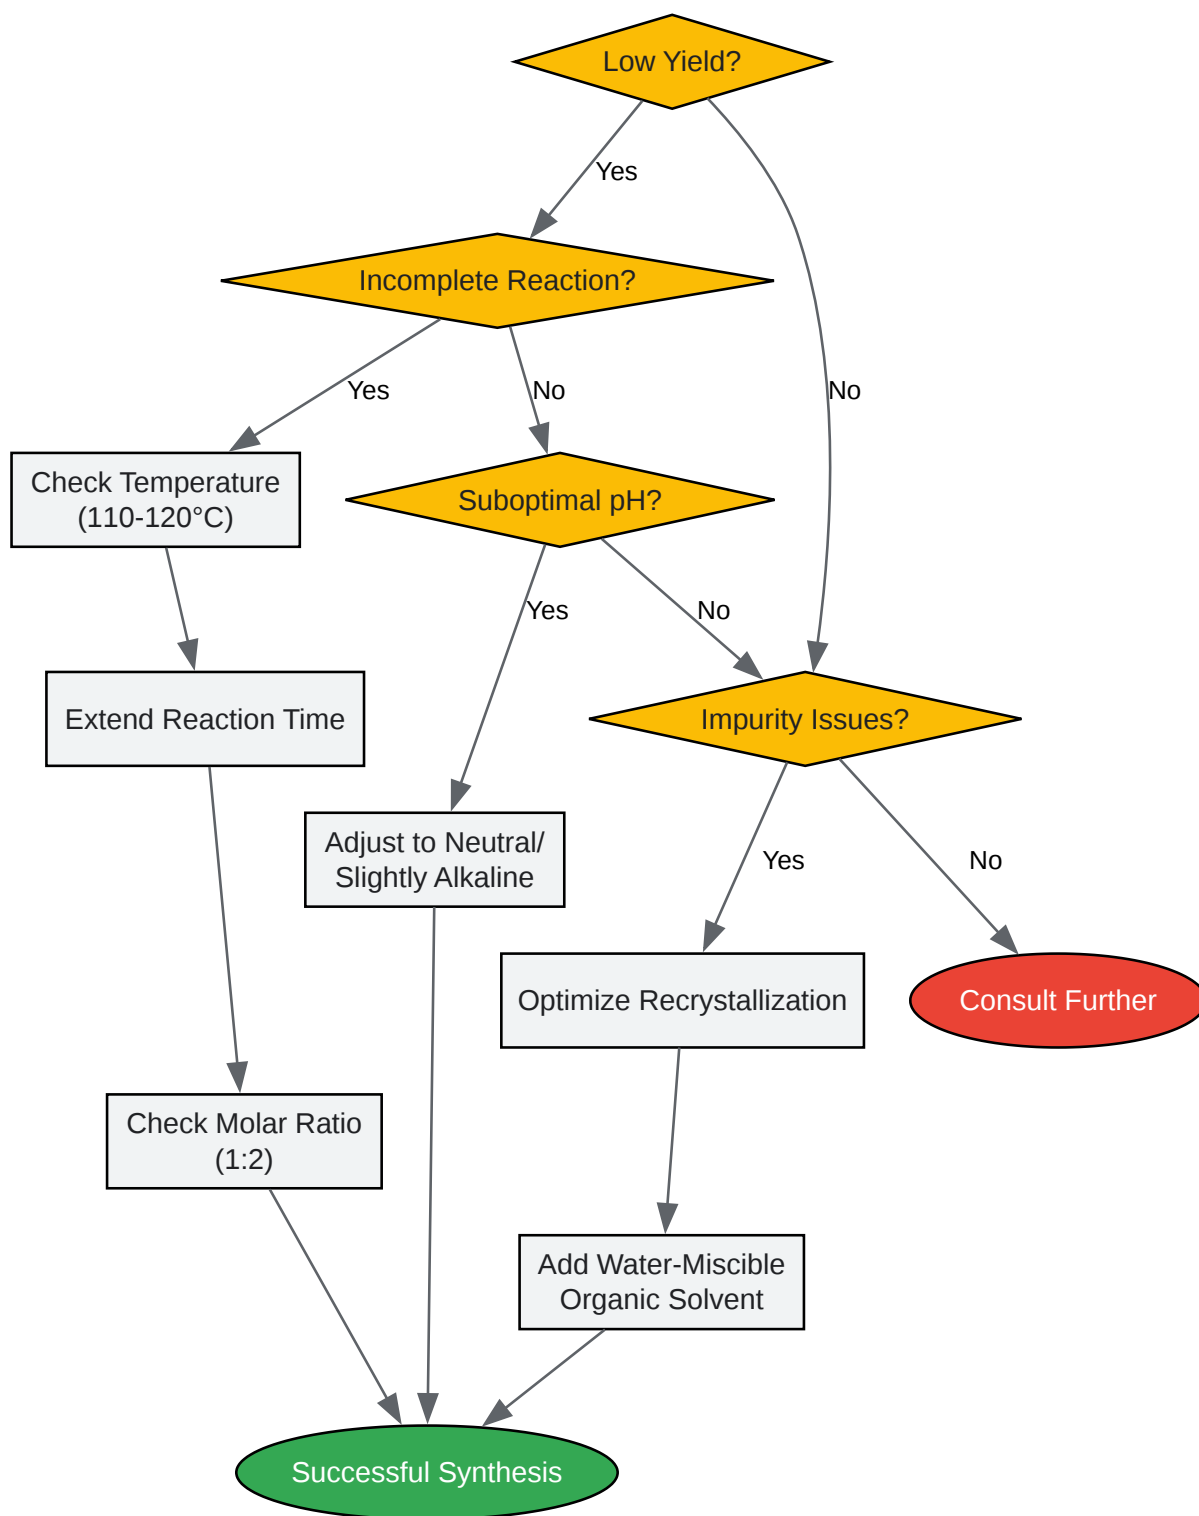 Low Yield?
Yes
Incomplete Reaction?
Yes
No
No
Check Temperature
(110-120°C)
Suboptimal pH?
Yes
No
Extend Reaction Time
Impurity Issues?
Adjust to Neutral/
Slightly Alkaline
Yes
No
Optimize Recrystallization
Consult Further
Check Molar Ratio
(1:2)
Add Water-Miscible
Organic Solvent
Successful Synthesis